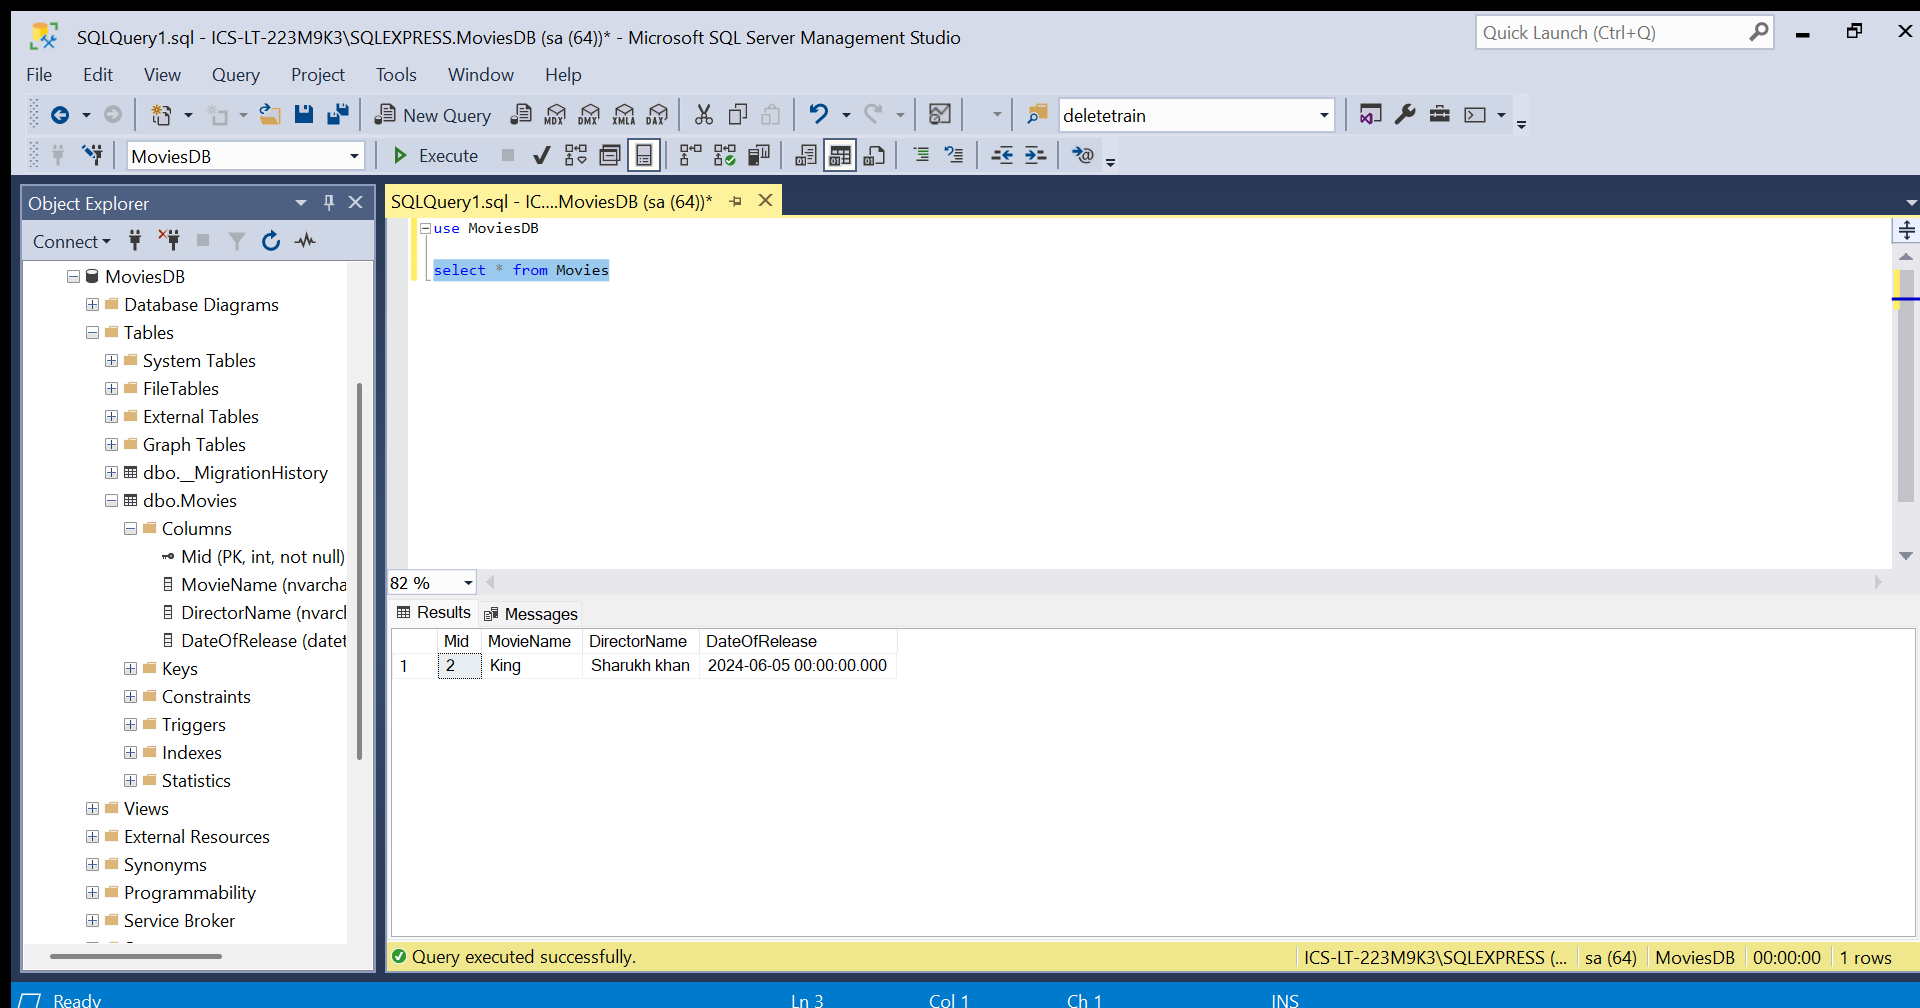 SQLQuery1.sql - ICS-LT-223M9K3\SQLEXPRESS.MoviesDB (sa (64))* - Microsoft SQL Server Management Studio
Quick Launch (Ctrl+Q)
File Edit View Query Project Tools Window Help
New Query MDX DMX XMLA DAX deletetrain
MoviesDB Execute
Object Explorer
SQLQuery1.sql - IC....MoviesDB (sa (64))*
Connect
MoviesDB
Database Diagrams
Tables
System Tables
FileTables
External Tables
Graph Tables
dbo.__MigrationHistory
dbo.Movies
Columns
Mid (PK, int, not null)
MovieName (nvarcha
DirectorName (nvarch
DateOfRelease (datet
Keys
Constraints
Triggers
Indexes
Statistics
Views
External Resources
Synonyms
Programmability
Service Broker
use MoviesDB
select * from Movies
82 %
Results Messages
Mid MovieName DirectorName DateOfRelease
1 2 King Sharukh khan 2024-06-05 00:00:00.000
Query executed successfully.
ICS-LT-223M9K3\SQLEXPRESS (... sa (64) MoviesDB 00:00:00 1 rows
Ready Ln 3 Col 1 Ch 1 INS